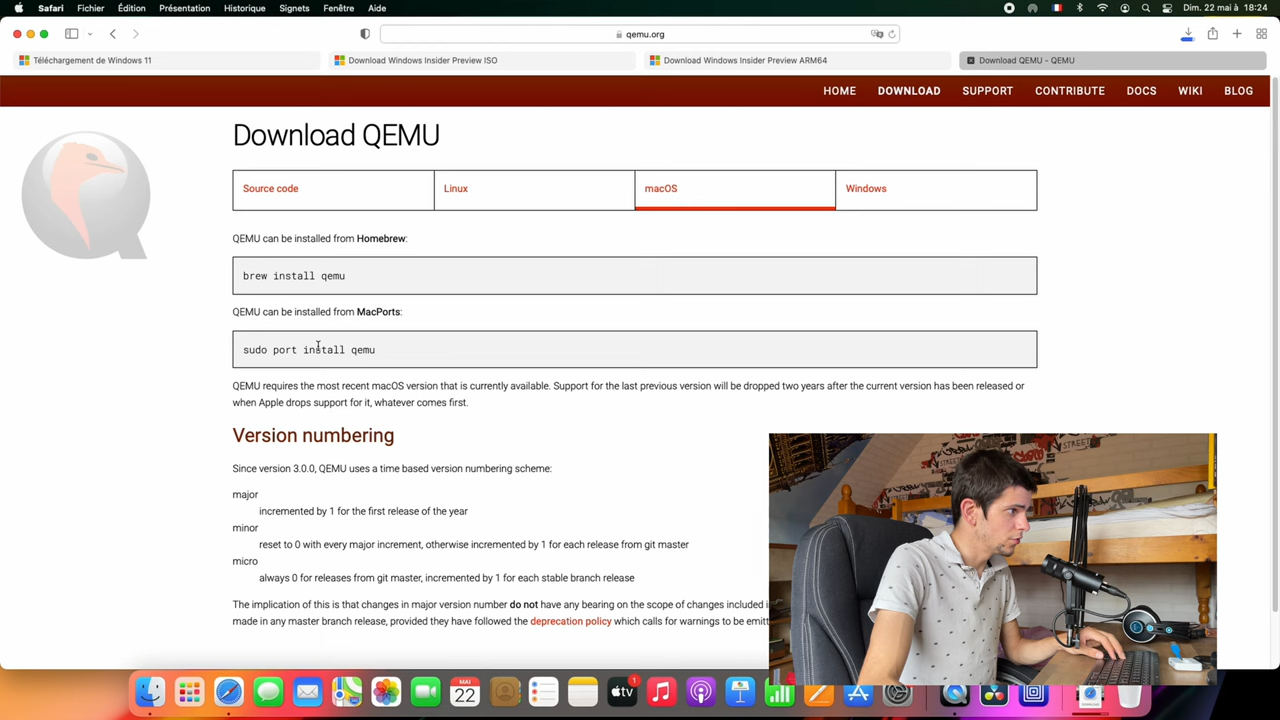 Safari Fichier Édition Présentation Historique Signets Fenêtre Aide Dim. 22 mai à 18:24
qemu.org
Téléchargement de Windows 11 Download Windows Insider Preview ISO Download Windows Insider Preview ARM64 Download QEMU - QEMU
HOME DOWNLOAD SUPPORT CONTRIBUTE DOCS WIKI BLOG
Download QEMU
Source code Linux macOS Windows
QEMU can be installed from Homebrew:
brew install qemu
QEMU can be installed from MacPorts:
sudo port install qemu
QEMU requires the most recent macOS version that is currently available. Support for the last previous version will be dropped two years after the current version has been released or
when Apple drops support for it, whatever comes first.
Version numbering
Since version 3.0.0, QEMU uses a time based version numbering scheme:
major
incremented by 1 for the first release of the year
minor
reset to 0 with every major increment, otherwise incremented by 1 for each release from git master
micro
always 0 for releases from git master, incremented by 1 for each stable branch release
The implication of this is that changes in major version number do not have any bearing on the scope of changes included i
made in any master branch release, provided they have followed the deprecation policy which calls for warnings to be emitt
STREET
MAI
22
tv
1